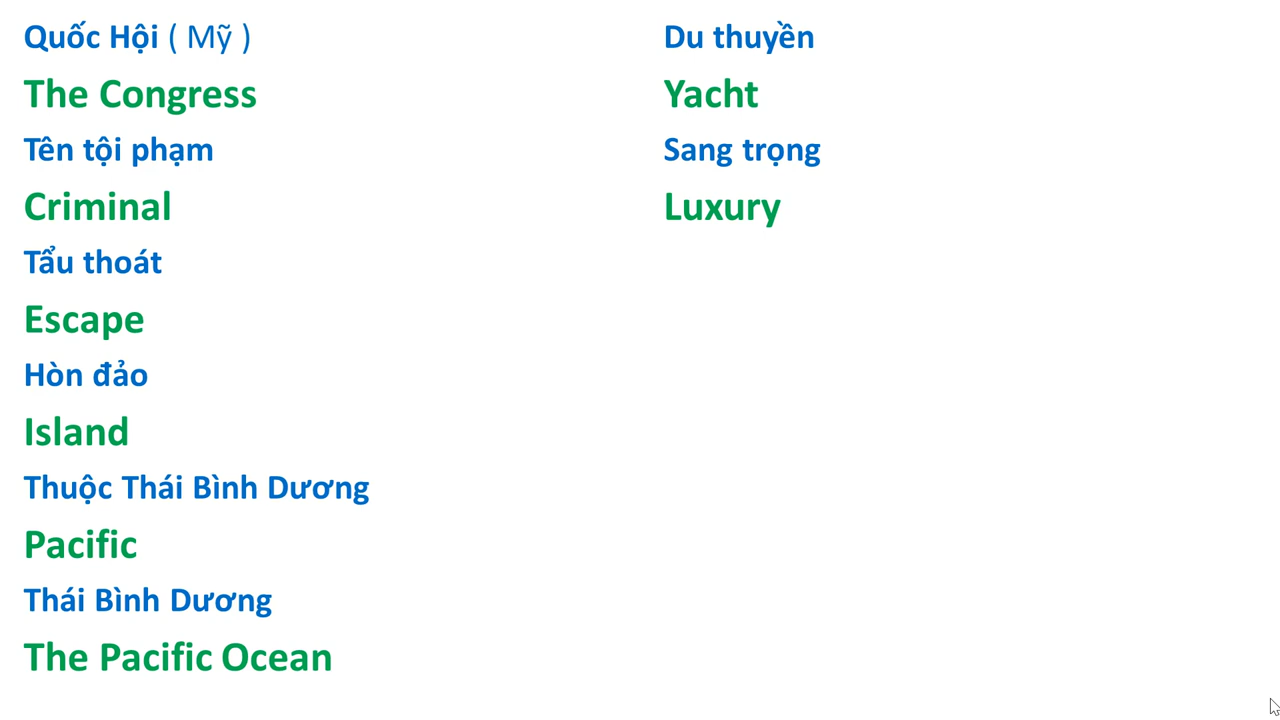 Quốc Hội ( Mỹ )
The Congress
Tên tội phạm
Criminal
Tẩu thoát
Escape
Hòn đảo
Island
Thuộc Thái Bình Dương
Pacific
Thái Bình Dương
The Pacific Ocean
Du thuyền
Yacht
Sang trọng
Luxury